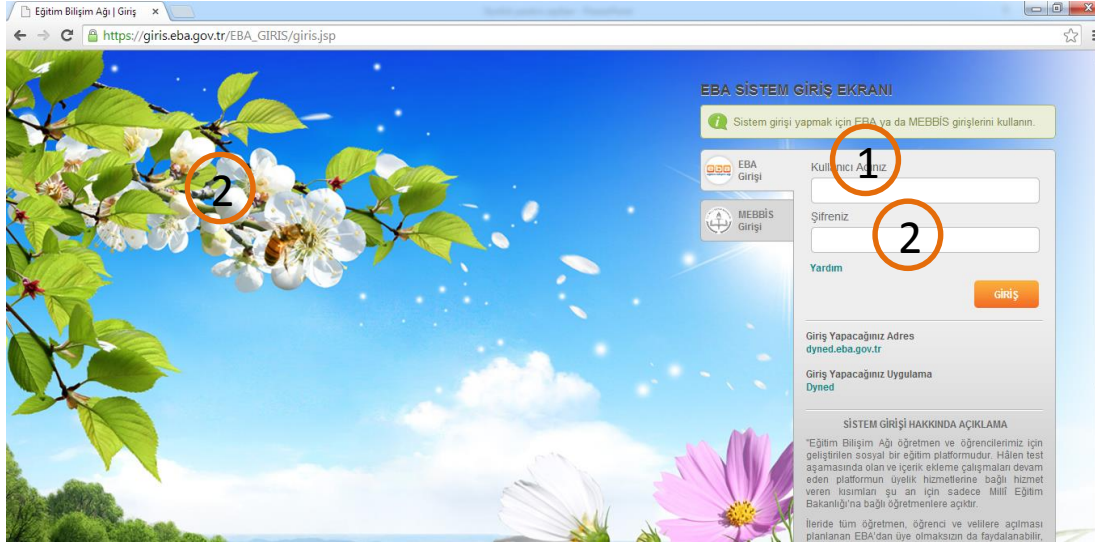 Eğitim Bilişim Ağı | Giriş
https://giris.eba.gov.tr/EBA_GIRIS/giris.jsp
EBA SİSTEM GİRİŞ EKRANI
Sistem girişi yapmak için EBA ya da MEBBİS girişlerini kullanın.
EBA
Girişi
MEBBİS
Girişi
Kullanıcı Adınız
1
Şifreniz
2
2
Yardım
GİRİŞ
Giriş Yapacağınız Adres
dyned.eba.gov.tr
Giriş Yapacağınız Uygulama
Dyned
SİSTEM GİRİŞİ HAKKINDA AÇIKLAMA
"Eğitim Bilişim Ağı öğretmen ve öğrencilerimiz için
geliştirilen sosyal bir eğitim platformudur. Hâlen test
aşamasında olan ve içerik ekleme çalışmaları devam
eden platformun üyelik hizmetlerine bağlı hizmet
veren kısımları şu an için sadece Millî Eğitim
Bakanlığı'na bağlı öğretmenlere açıktır.
İleride tüm öğretmen, öğrenci ve velilere açılması
planlanan EBA'dan üye olmaksızın da faydalanabilir,